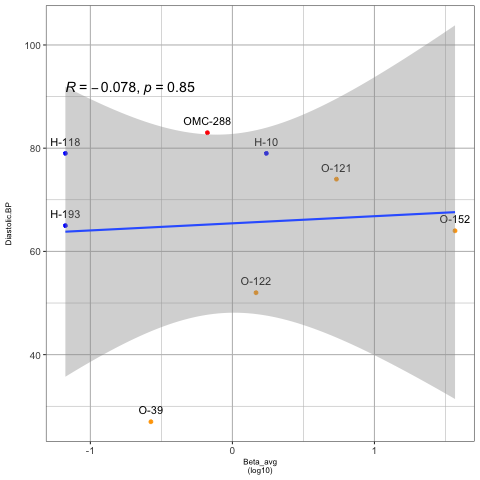 100
80
60
40
R = −0.078, p = 0.85
OMC-288
H-118
H-10
O-121
H-193
O-152
O-122
O-39
Diastolic.BP
-1
0
1
Beta_avg
(log10)